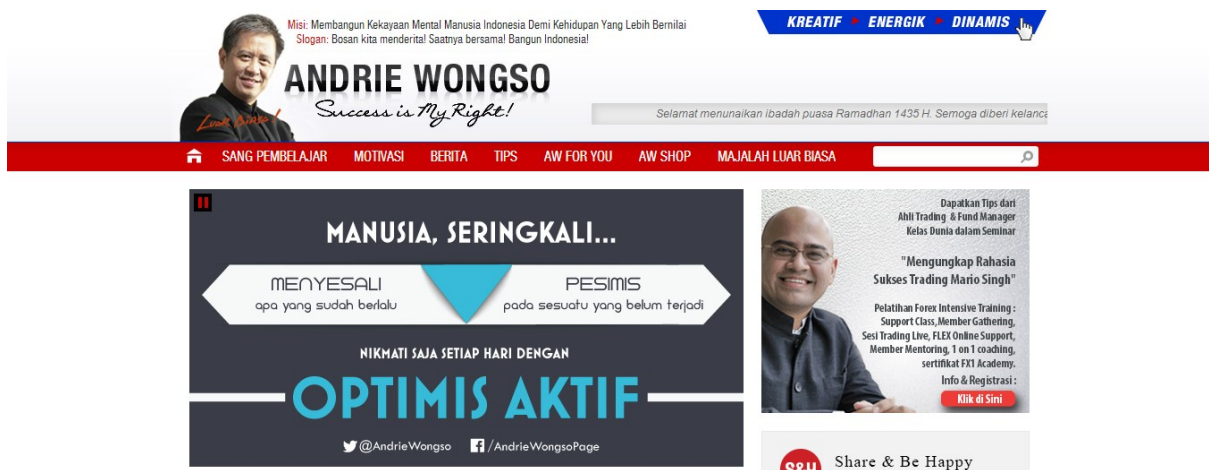 Misi: Membangun Kekayaan Mental Manusia Indonesia Demi Kehidupan Yang Lebih Bernilai
Slogan: Bosan kita menderita! Saatnya bersama! Bangun Indonesia!
KREATIF ENERGIK DINAMIS
ANDRIE WONGSO
Success is My Right!
Luar Biasa!
Selamat menunaikan ibadah puasa Ramadhan 1435 H. Semoga diberi kelanca
SANG PEMBELAJAR MOTIVASI BERITA TIPS AW FOR YOU AW SHOP MAJALAH LUAR BIASA
MANUSIA, SERINGKALI...
MENYESALI
apa yang sudah berlalu
PESIMIS
pada sesuatu yang belum terjadi
NIKMATI SAJA SETIAP HARI DENGAN
OPTIMIS AKTIF
@AndrieWongso /AndrieWongsoPage
Dapatkan Tips dari
Ahli Trading & Fund Manager
Kelas Dunia dalam Seminar
"Mengungkap Rahasia
Sukses Trading Mario Singh"
Pelatihan Forex Intensive Training :
Support Class,Member Gathering,
Sesi Trading Live, FLEX Online Support,
Member Mentoring, 1 on 1 coaching,
sertifikat FX1 Academy.
Info & Registrasi :
Klik di Sini
S&H
Share & Be Happy